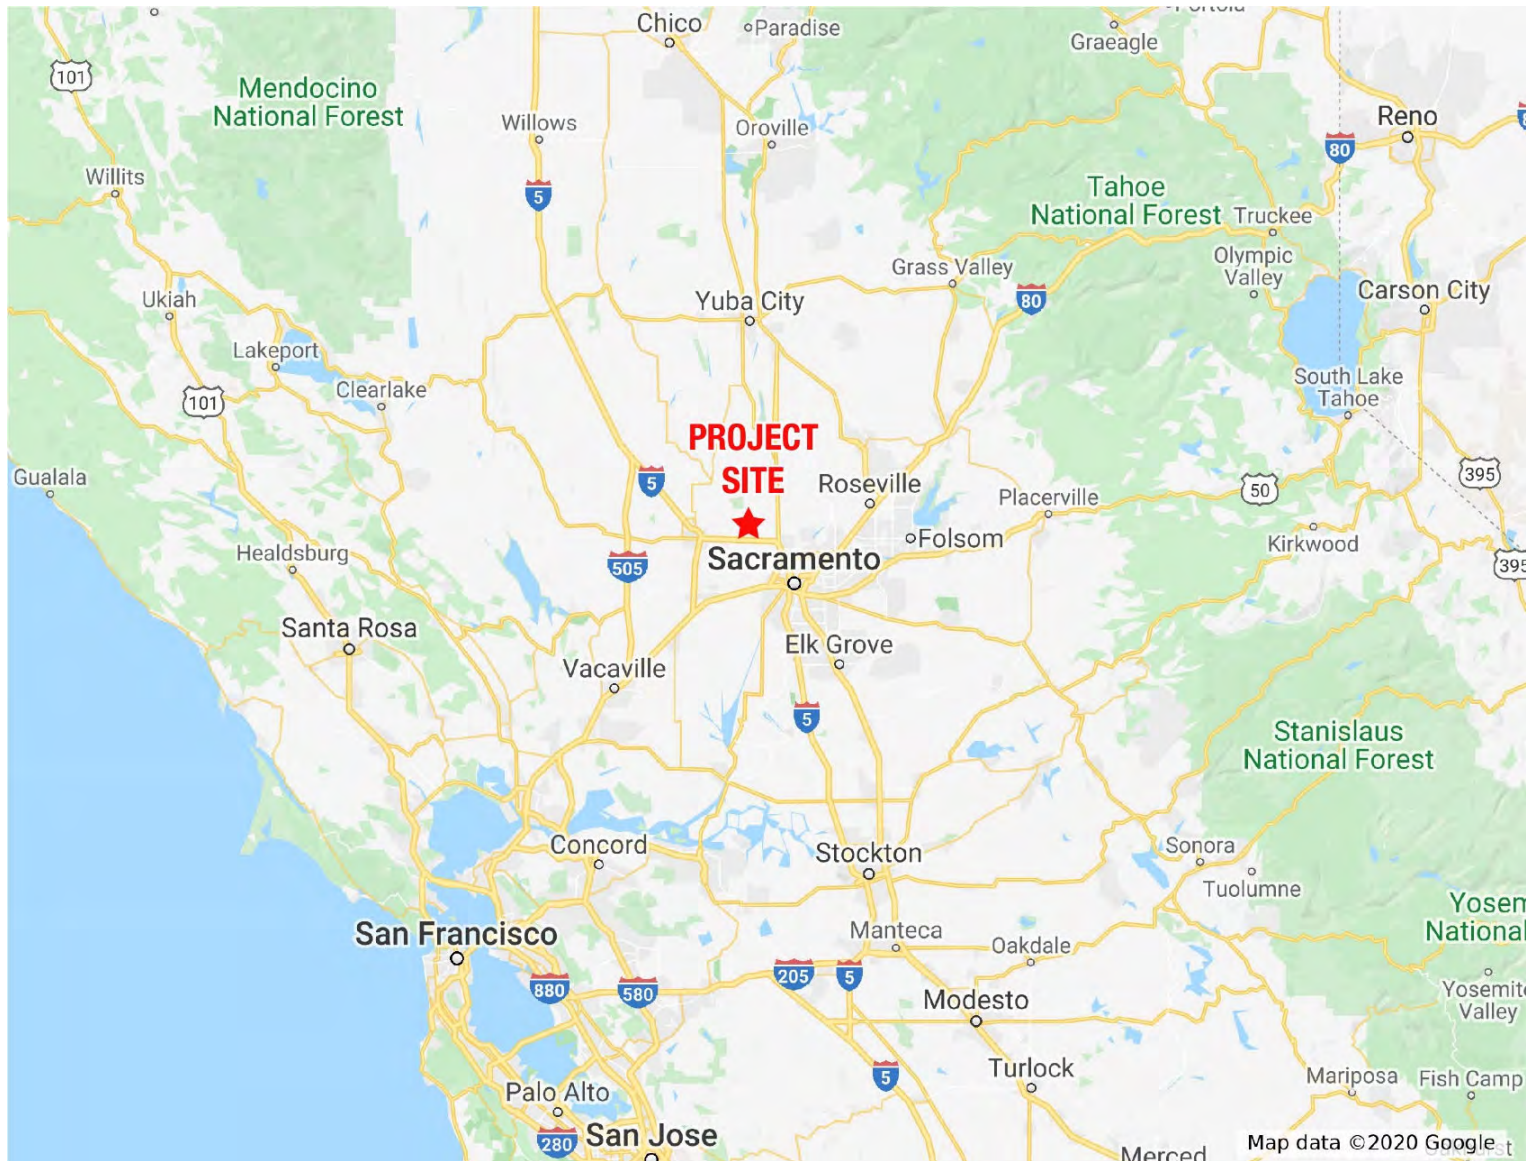 Chico
Paradise
Graeagle
101
Mendocino
National Forest
Willows
Oroville
Reno
80
Willits
5
Tahoe
National Forest
Truckee
Olympic
Valley
Grass Valley
80
Carson City
Ukiah
Yuba City
Lakeport
Clearlake
101
South Lake
Tahoe
PROJECT
SITE
Gualala
5
Roseville
Placerville
50
395
Folsom
Kirkwood
Healdsburg
505
Sacramento
395
Santa Rosa
Elk Grove
Vacaville
5
Stanislaus
National Forest
Concord
Stockton
Sonora
Tuolumne
Yosem
National
San Francisco
Manteca
Oakdale
880
580
205
5
Yosemite
Valley
Modesto
5
Turlock
Mariposa
Fish Camp
Palo Alto
280
San Jose
Merced
Map data ©2020 Google